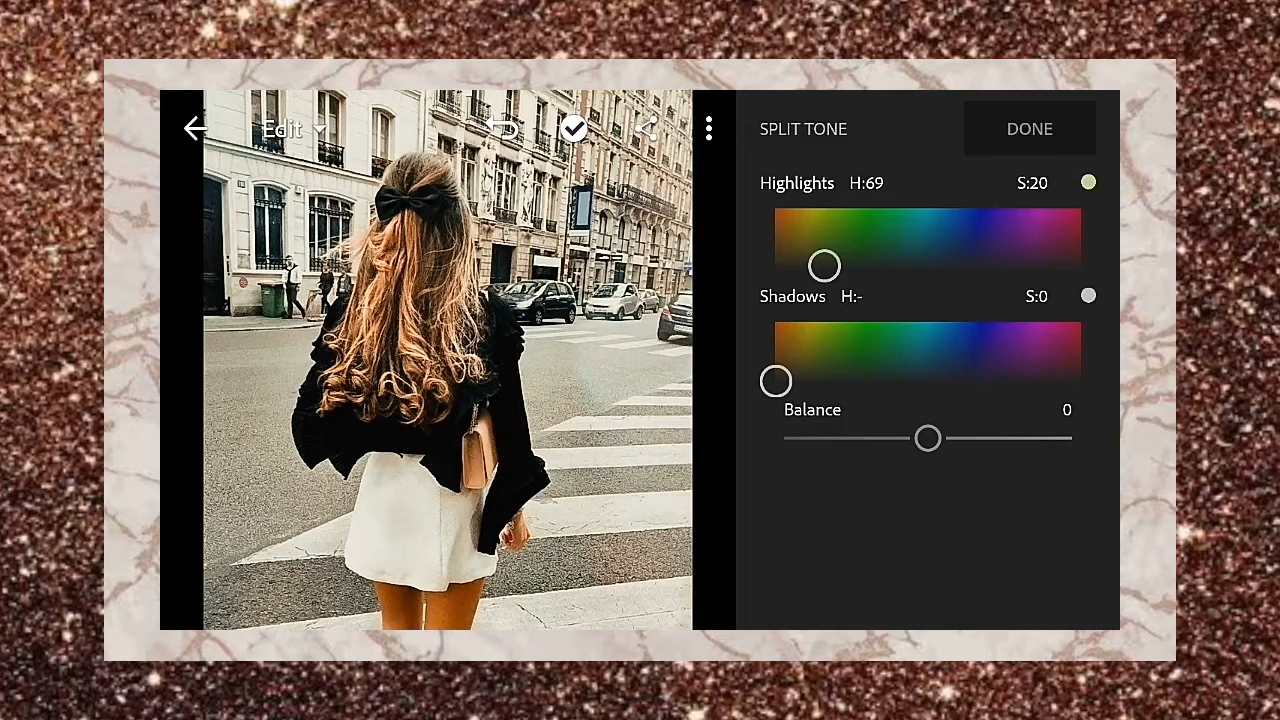 Edit
SPLIT TONE
DONE
Highlights H:69 S:20
Shadows H:- S:0
Balance 0